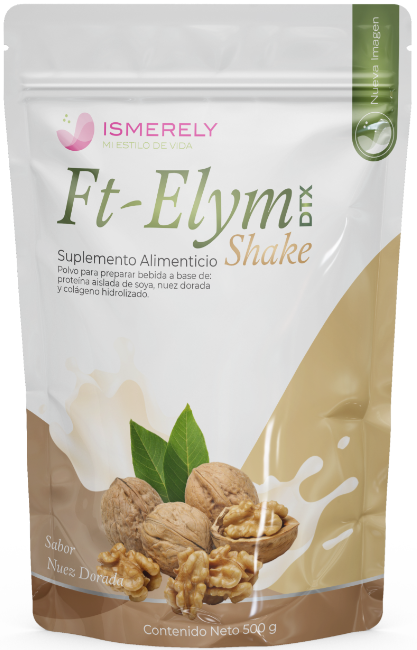 Nueva Imagen
ISMERELY
MI ESTILO DE VIDA
Ft-Elym
DTX
Shake
Suplemento Alimenticio
Polvo para preparar bebida a base de:
proteína aislada de soya, nuez dorada
y colágeno hidrolizado.
Sabor
Nuez Dorada
Contenido Neto 500 g